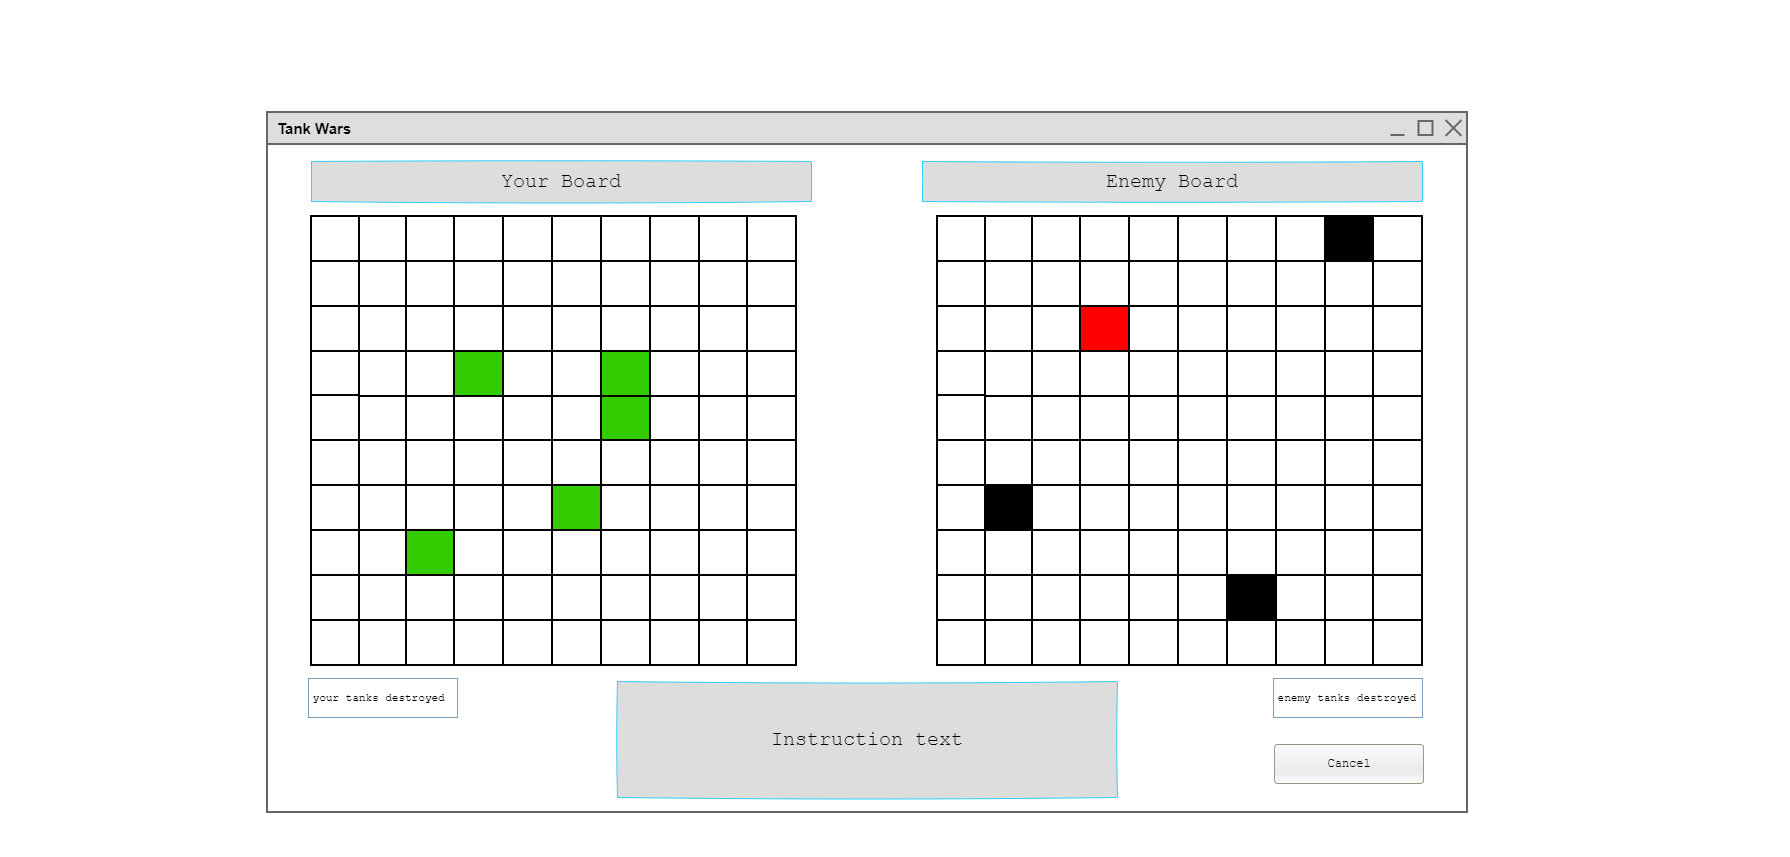 Tank Wars
Your Board
Enemy Board
your tanks destroyed
enemy tanks destroyed
Instruction text
Cancel